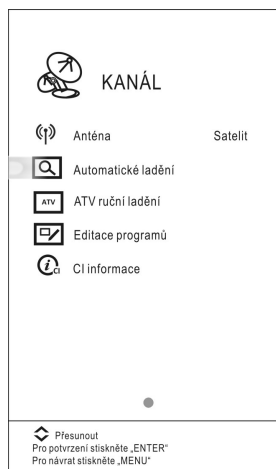 KANÁL
Anténa Satelit
Automatické ladění
ATV ATV ruční ladění
Editace programů
CI CI informace
Přesunout
Pro potvrzení stiskněte „ENTER“
Pro návrat stiskněte „MENU“